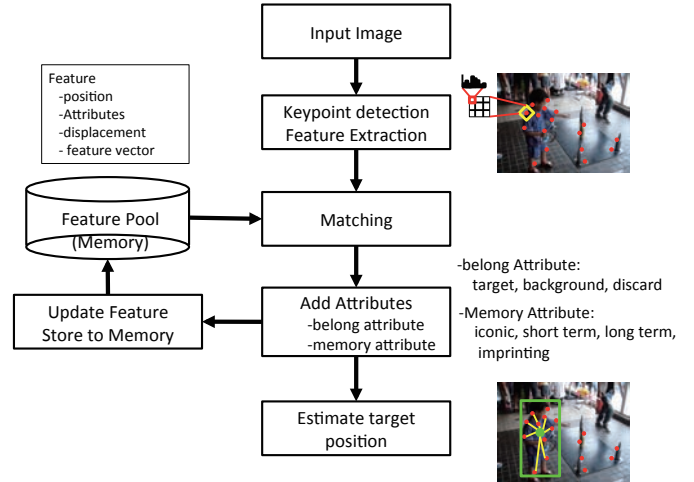 Input Image
Feature
-position
-Attributes
-displacement
- feature vector
Keypoint detection
Feature Extraction
Feature Pool
(Memory)
Matching
-belong Attribute:
target, background, discard
-Memory Attribute:
iconic, short term, long term,
imprinting
Update Feature
Store to Memory
Add Attributes
-belong attribute
-memory attribute
Estimate target
position